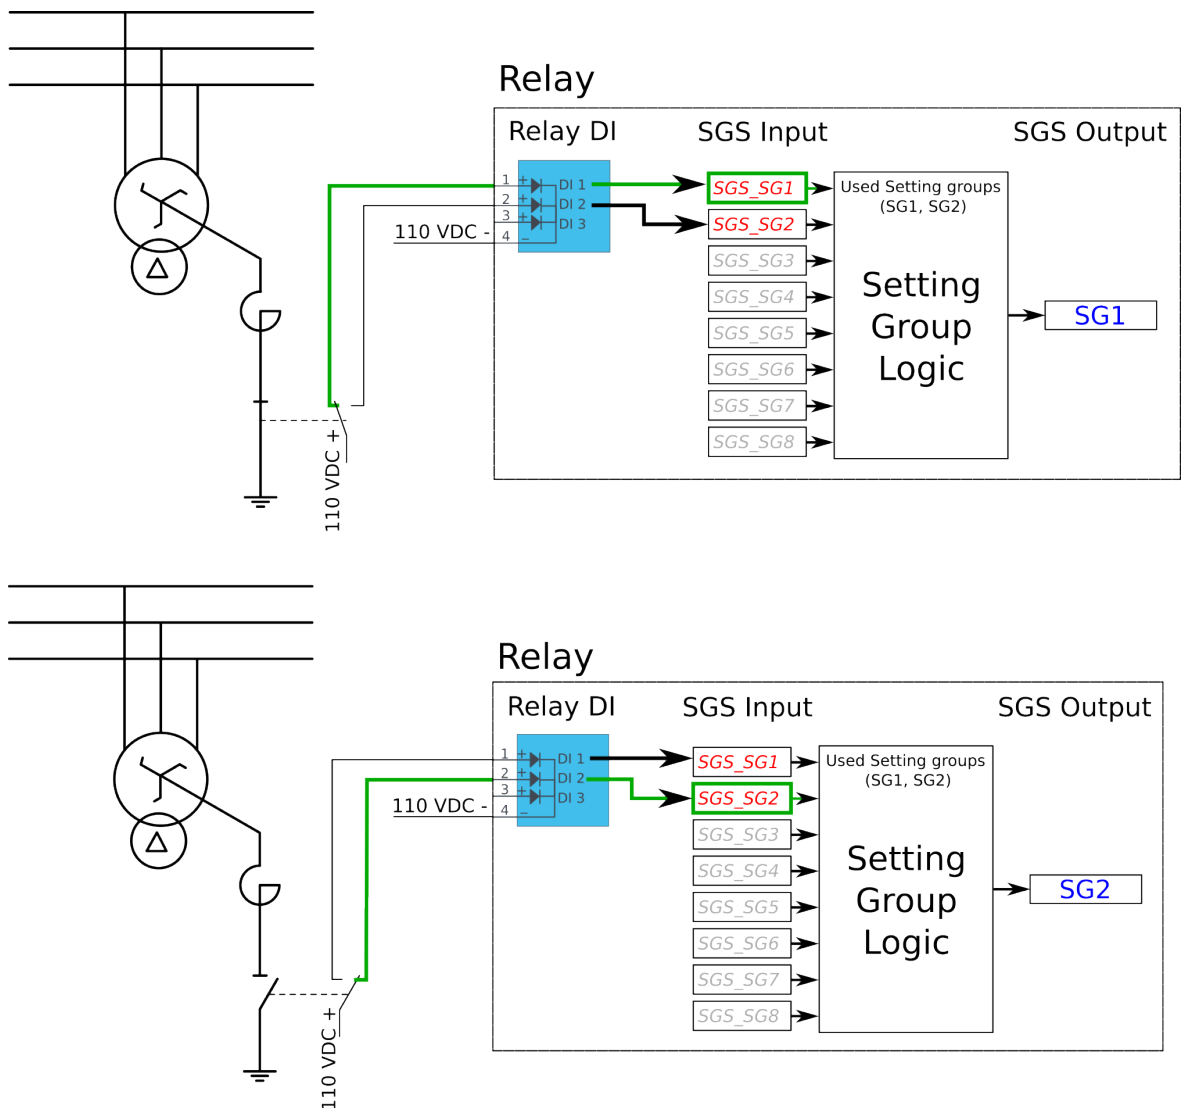 Relay
Relay DI
SGS Input
SGS Output
1 +
2 +
3 +
4 –
DI 1
DI 2
DI 3
110 VDC -
110 VDC +
SGS_SG1
SGS_SG2
SGS_SG3
SGS_SG4
SGS_SG5
SGS_SG6
SGS_SG7
SGS_SG8
Used Setting groups
(SG1, SG2)
Setting
Group
Logic
SG1
Relay
Relay DI
SGS Input
SGS Output
1 +
2 +
3 +
4 –
DI 1
DI 2
DI 3
110 VDC -
110 VDC +
SGS_SG1
SGS_SG2
SGS_SG3
SGS_SG4
SGS_SG5
SGS_SG6
SGS_SG7
SGS_SG8
Used Setting groups
(SG1, SG2)
Setting
Group
Logic
SG2